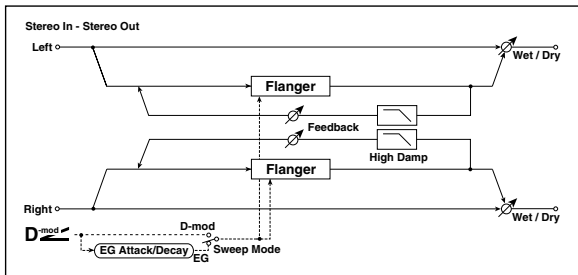 Stereo In - Stereo Out
Left
Wet / Dry
Flanger
Feedback
High Damp
Flanger
Right
Wet / Dry
D-mod
D-mod
EG Attack/Decay
EG
Sweep Mode